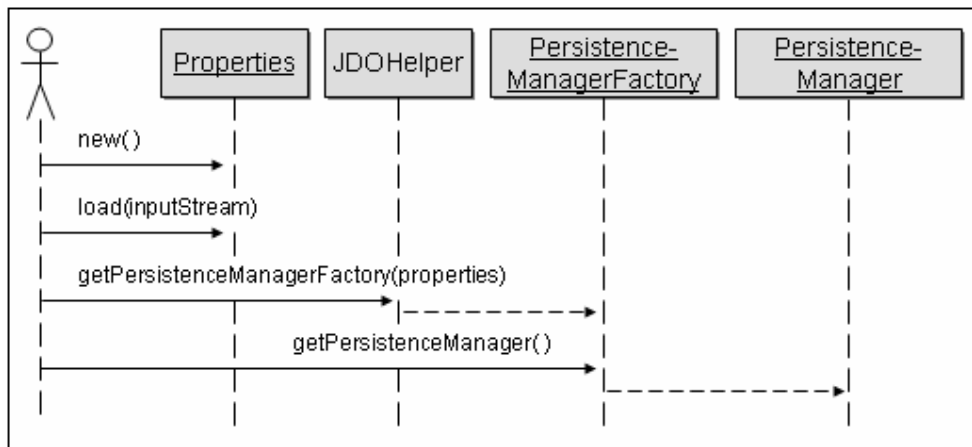 Properties
JDOHelper
Persistence-
ManagerFactory
Persistence-
Manager
new()
load(inputStream)
getPersistenceManagerFactory(properties)
getPersistenceManager()